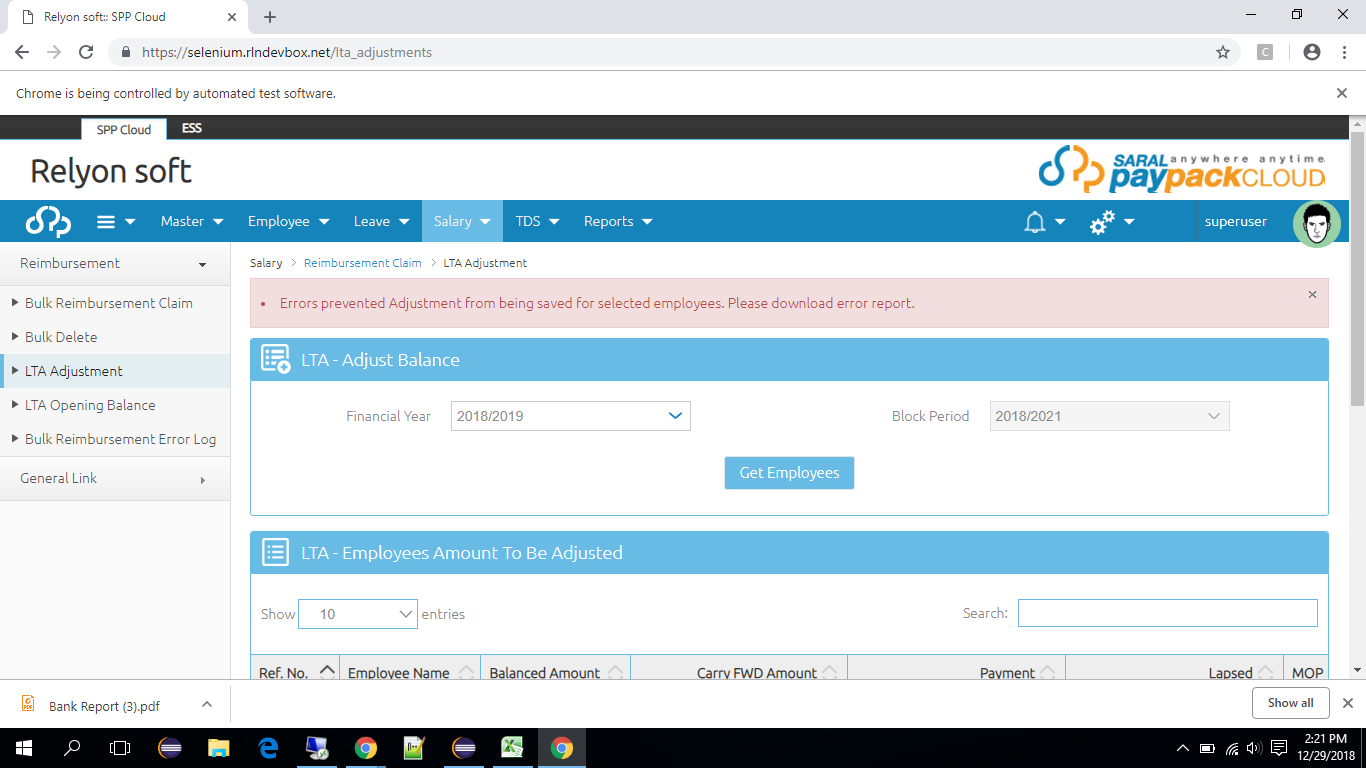 Relyon soft:: SPP Cloud
https://selenium.rlndevbox.net/lta_adjustments
C
Chrome is being controlled by automated test software.
SPP Cloud ESS
Relyon soft
SARAL anywhere anytime
paypackCLOUD
Master Employee Leave Salary TDS Reports superuser
Reimbursement
Salary > Reimbursement Claim > LTA Adjustment
Bulk Reimbursement Claim
Errors prevented Adjustment from being saved for selected employees. Please download error report.
Bulk Delete
LTA Adjustment
LTA Opening Balance
Bulk Reimbursement Error Log
General Link
LTA - Adjust Balance
Financial Year 2018/2019 Block Period 2018/2021
Get Employees
LTA - Employees Amount To Be Adjusted
Show 10 entries Search:
Ref. No. Employee Name Balanced Amount Carry FWD Amount Payment Lapsed MOP
Bank Report (3).pdf Show all
2:21 PM
12/29/2018